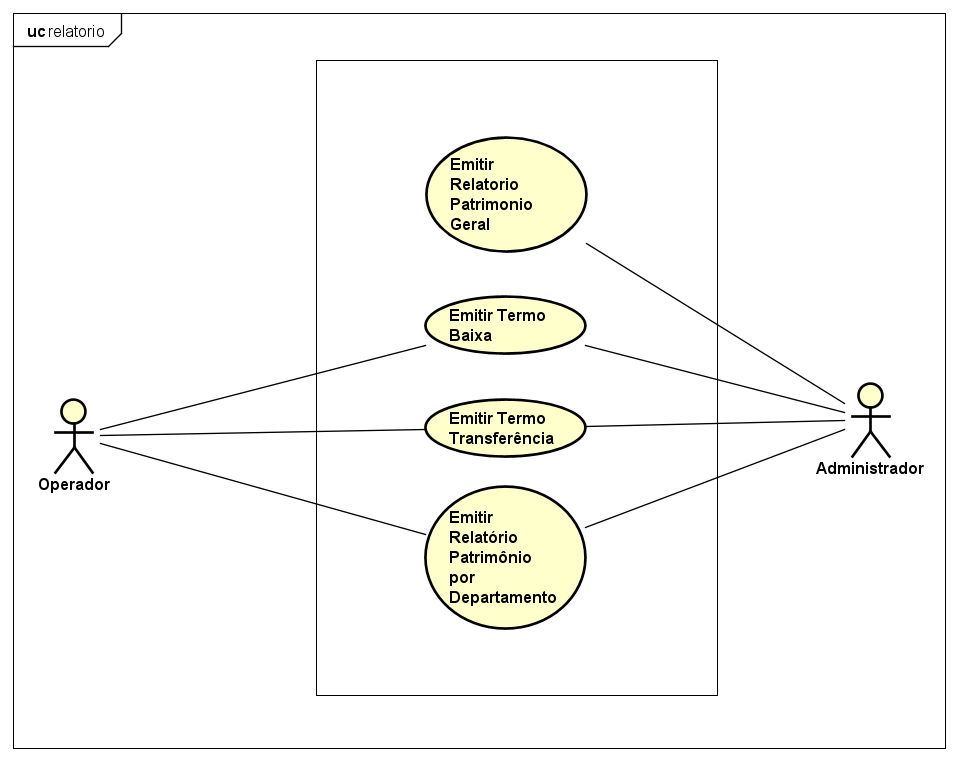 uc relatorio
Emitir
Relatorio
Patrimonio
Geral
Emitir Termo
Baixa
Emitir Termo
Transferência
Operador
Administrador
Emitir
Relatório
Patrimônio
por
Departamento